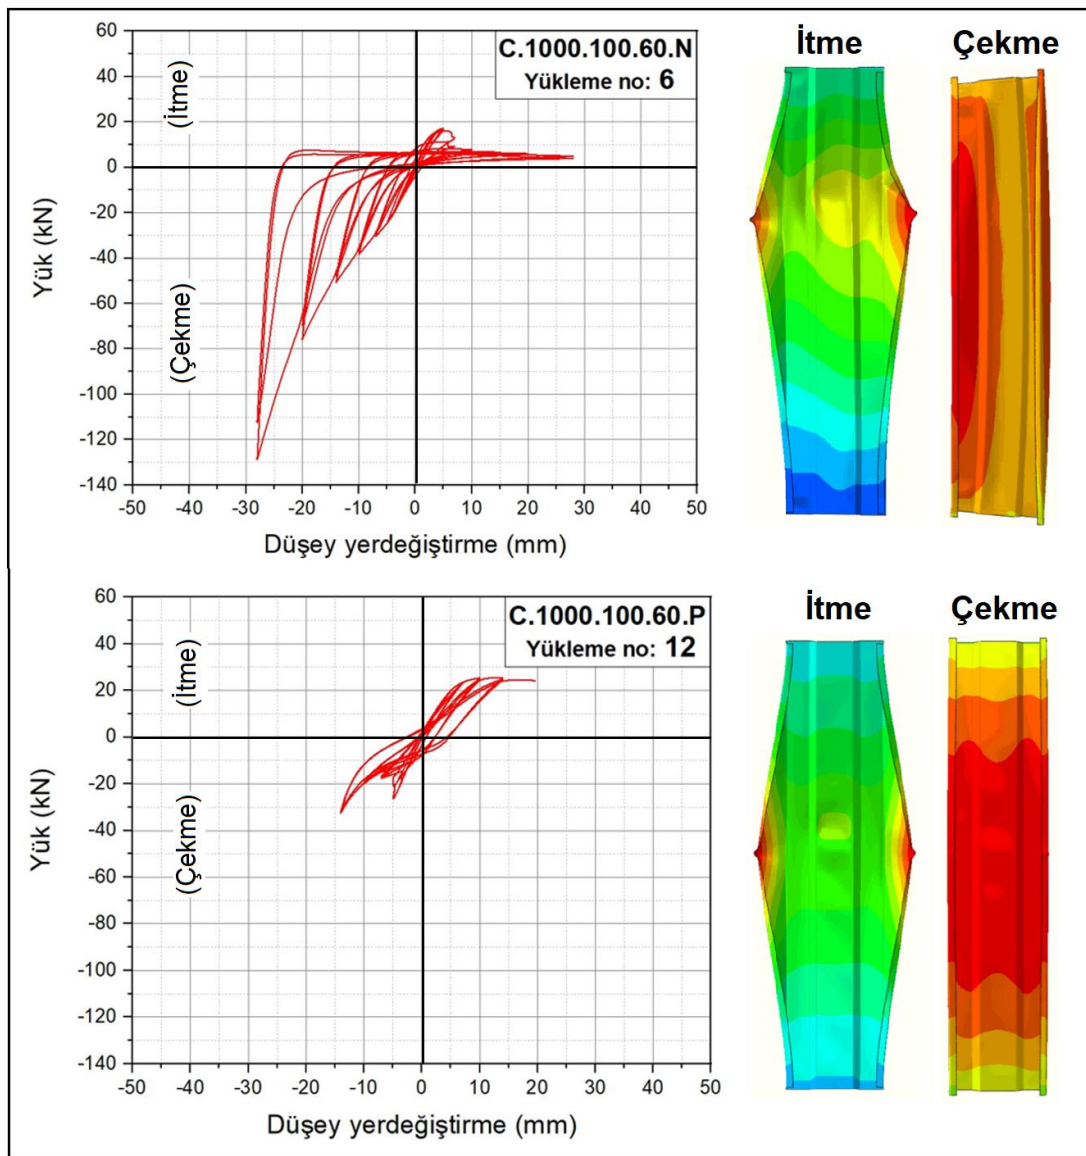 C.1000.100.60.N
Yükleme no: 6
İtme
Çekme
Yük (kN)
(İtme)
(Çekme)
60
40
20
0
-20
-40
-60
-80
-100
-120
-140
-50 -40 -30 -20 -10 0 10 20 30 40 50
Düşey yerdeğiştirme (mm)
C.1000.100.60.P
Yükleme no: 12
İtme
Çekme
Yük (kN)
(İtme)
(Çekme)
60
40
20
0
-20
-40
-60
-80
-100
-120
-140
-50 -40 -30 -20 -10 0 10 20 30 40 50
Düşey yerdeğiştirme (mm)